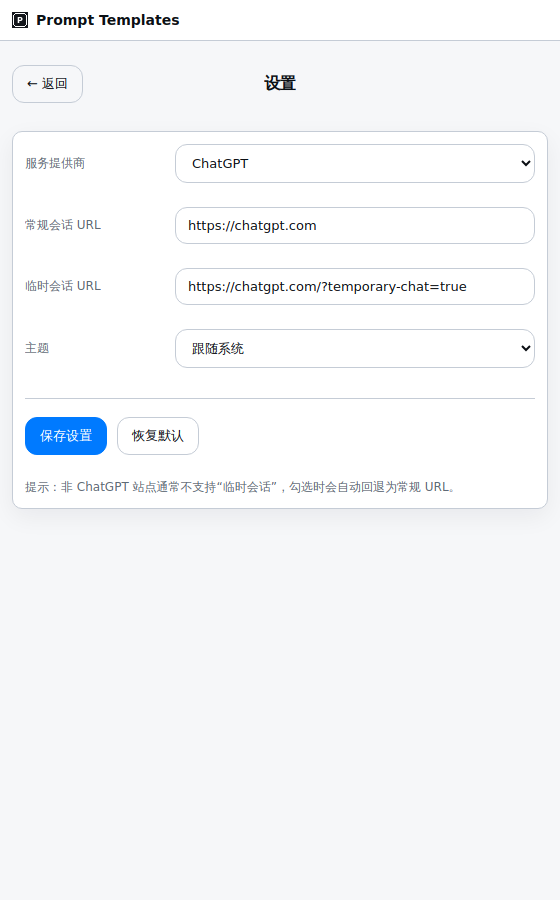 P Prompt Templates
← 返回
设置
服务提供商 ChatGPT
常规会话 URL https://chatgpt.com
临时会话 URL https://chatgpt.com/?temporary-chat=true
主题 跟随系统
保存设置 恢复默认
提示：非 ChatGPT 站点通常不支持“临时会话”，勾选时会自动回退为常规 URL。